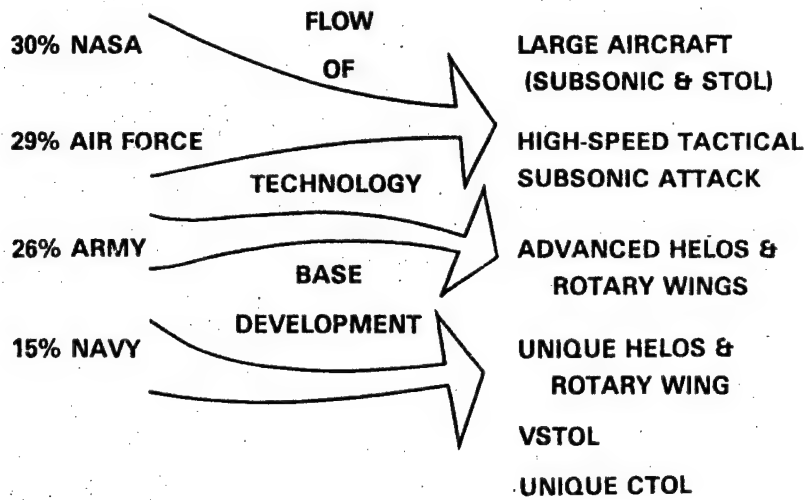 30% NASA
29% AIR FORCE
26% ARMY
15% NAVY
FLOW
OF
TECHNOLOGY
BASE
DEVELOPMENT
LARGE AIRCRAFT
(SUBSONIC & STOL)
HIGH-SPEED TACTICAL
SUBSONIC ATTACK
ADVANCED HELOS &
ROTARY WINGS
UNIQUE HELOS &
ROTARY WING
VSTOL
UNIQUE CTOL